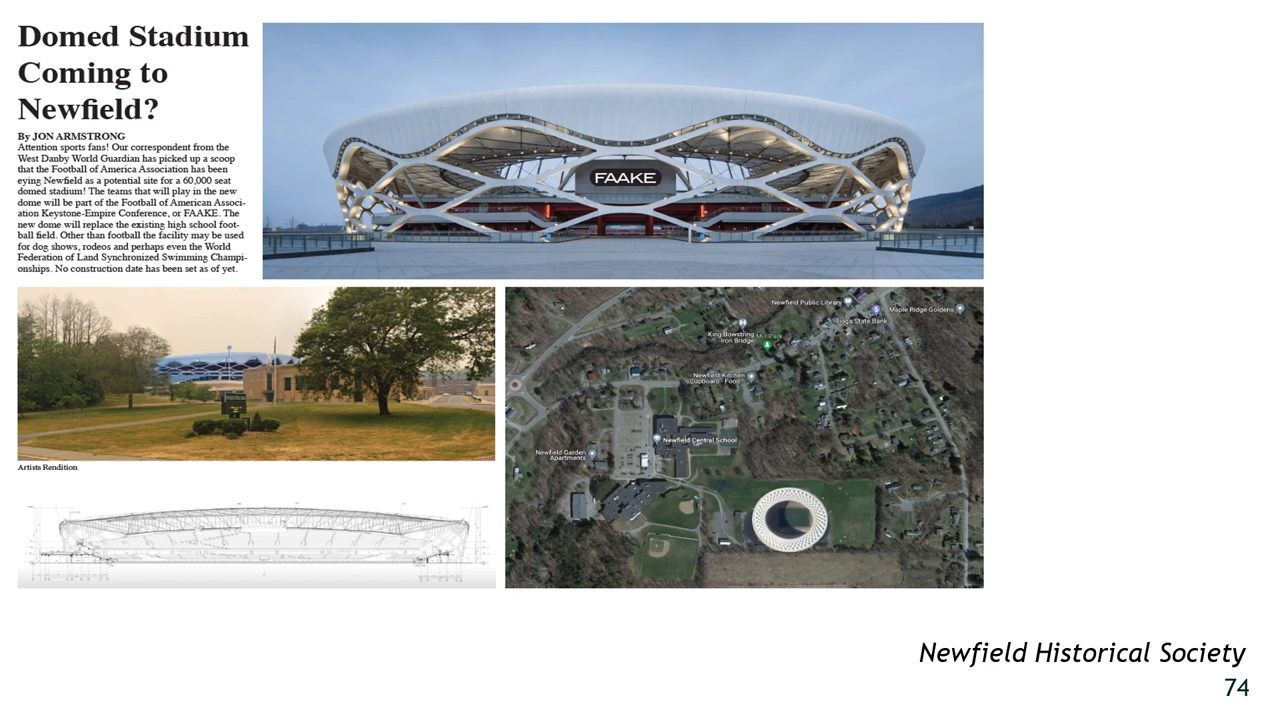 Domed Stadium
Coming to
Newfield?
By JON ARMSTRONG
Attention sports fans! Our correspondent from the
West Danby World Guardian has picked up a scoop
that the Football of America Association has been
eying Newfield as a potential site for a 60,000 seat
domed stadium! The teams that will play in the new
dome will be part of the Football of American Associ-
ation Keystone-Empire Conference, or FAAKE. The
new dome will replace the existing high school foot-
ball field. Other than football the facility may be used
for dog shows, rodeos and perhaps even the World
Federation of Land Synchronized Swimming Champi-
onships. No construction date has been set as of yet.
FAAKE
Artists Rendition
Newfield Public Library
Tioga State Bank
Maple Ridge Goldens
King Bowstring
Iron Bridge
Mill Park
Newfield Kitchen
Cupboard - Food
Newfield Central School
Newfield Garden
Apartments
Newfield Historical Society
74